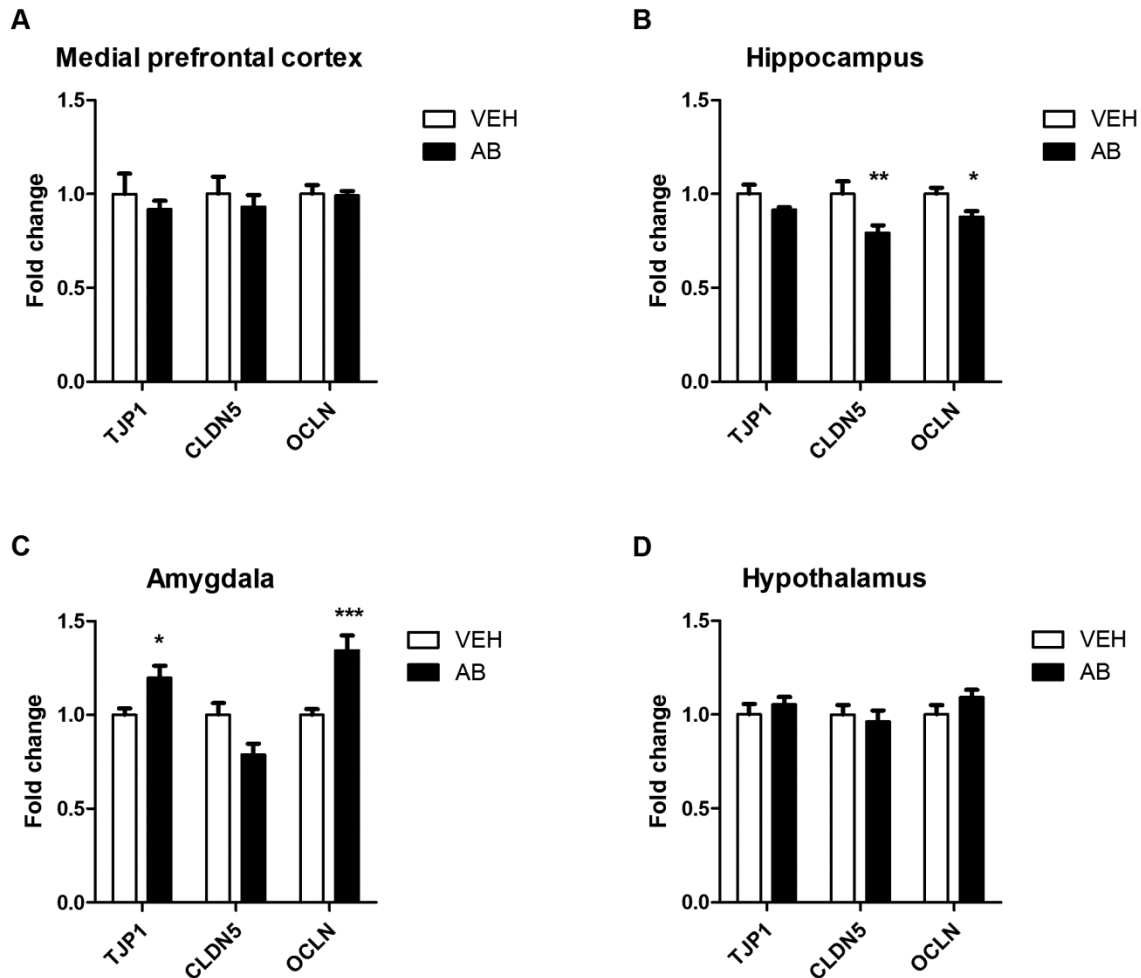 A
Medial prefrontal cortex
1.5
1.0
0.5
0.0
Fold change
TJP1
CLDN5
OCLN
VEH
AB
B
Hippocampus
1.5
1.0
0.5
0.0
Fold change
**
*
TJP1
CLDN5
OCLN
VEH
AB
C
Amygdala
1.5
1.0
0.5
0.0
Fold change
*
***
TJP1
CLDN5
OCLN
VEH
AB
D
Hypothalamus
1.5
1.0
0.5
0.0
Fold change
TJP1
CLDN5
OCLN
VEH
AB